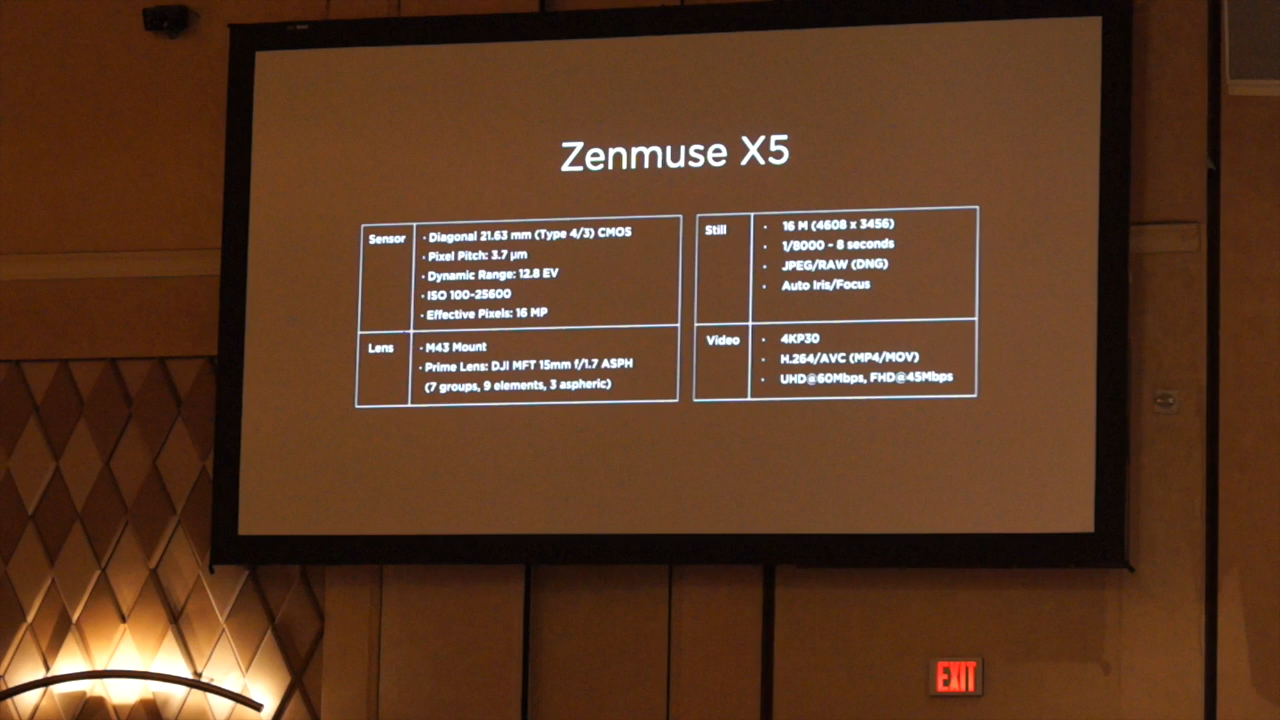 Zenmuse X5
Sensor
· Diagonal 21.63 mm (Type 4/3) CMOS
· Pixel Pitch: 3.7 µm
· Dynamic Range: 12.8 EV
· ISO 100-25600
· Effective Pixels: 16 MP
Lens
· M43 Mount
· Prime Lens: DJI MFT 15mm f/1.7 ASPH
(7 groups, 9 elements, 3 aspheric)
Still
· 16 M (4608 x 3456)
· 1/8000 - 8 seconds
· JPEG/RAW (DNG)
· Auto Iris/Focus
Video
· 4KP30
· H.264/AVC (MP4/MOV)
· UHD@60Mbps, FHD@45Mbps
EXIT